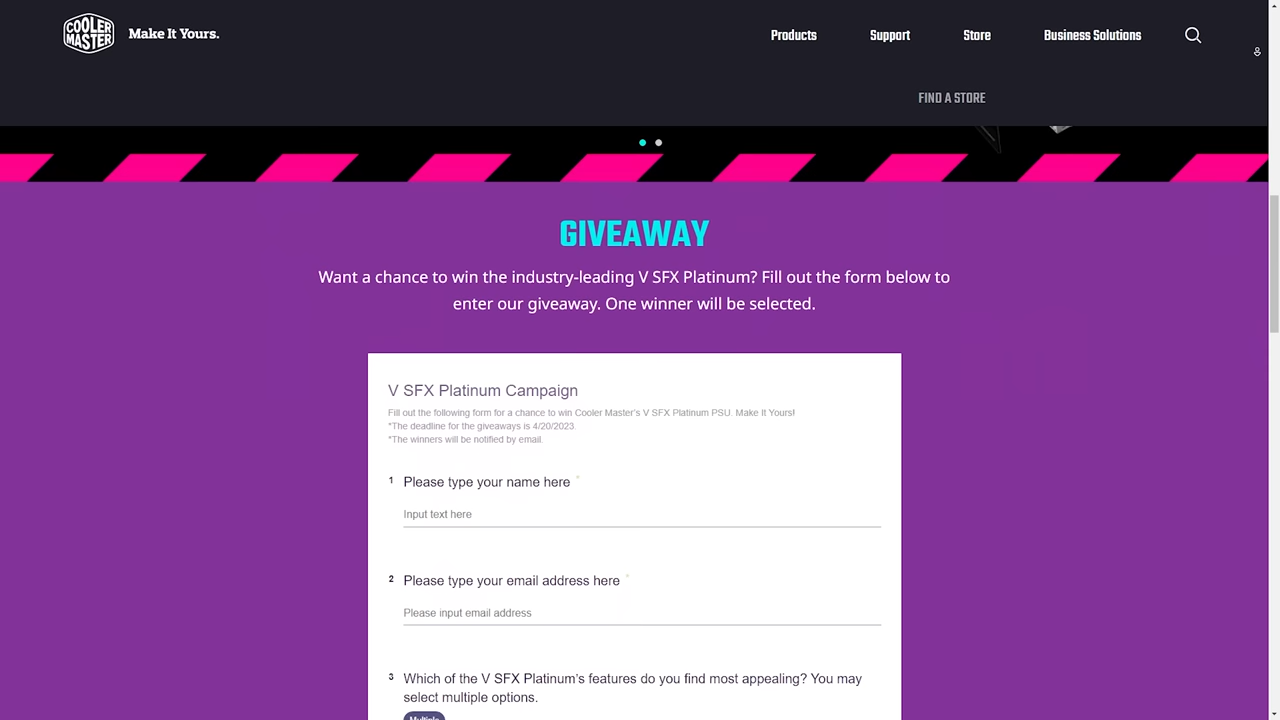 COOLER
MASTER
Make It Yours.
Products
Support
Store
Business Solutions
FIND A STORE
GIVEAWAY
Want a chance to win the industry-leading V SFX Platinum? Fill out the form below to
enter our giveaway. One winner will be selected.
V SFX Platinum Campaign
Fill out the following form for a chance to win Cooler Master's V SFX Platinum PSU. Make It Yours!
*The deadline for the giveaways is 4/20/2023.
*The winners will be notified by email.
1 Please type your name here *
Input text here
2 Please type your email address here *
Please input email address
3 Which of the V SFX Platinum's features do you find most appealing? You may
select multiple options.
Multiple